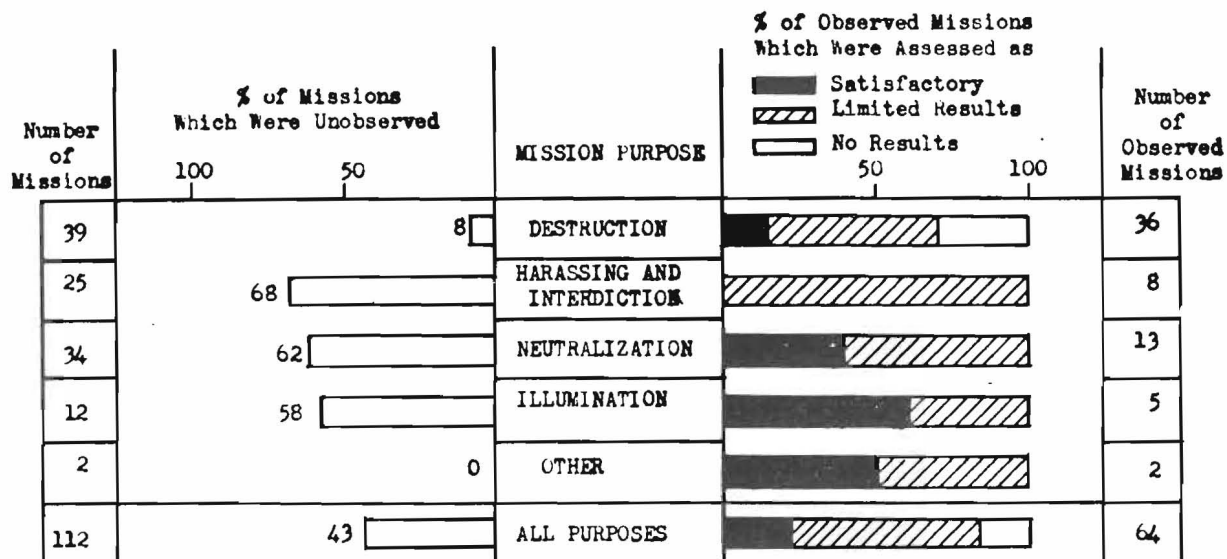 % of Observed Missions
Which Were Assessed as
Satisfactory
Limited Results
No Results
% of Missions
Which Were Unobserved
Number
of
Missions
MISSION PURPOSE
Number
of
Observed
Missions
100 50 50 100
39 8 DESTRUCTION 36
25 68 HARASSING AND
INTERDICTION 8
34 62 NEUTRALIZATION 13
12 58 ILLUMINATION 5
2 0 OTHER 2
112 43 ALL PURPOSES 64